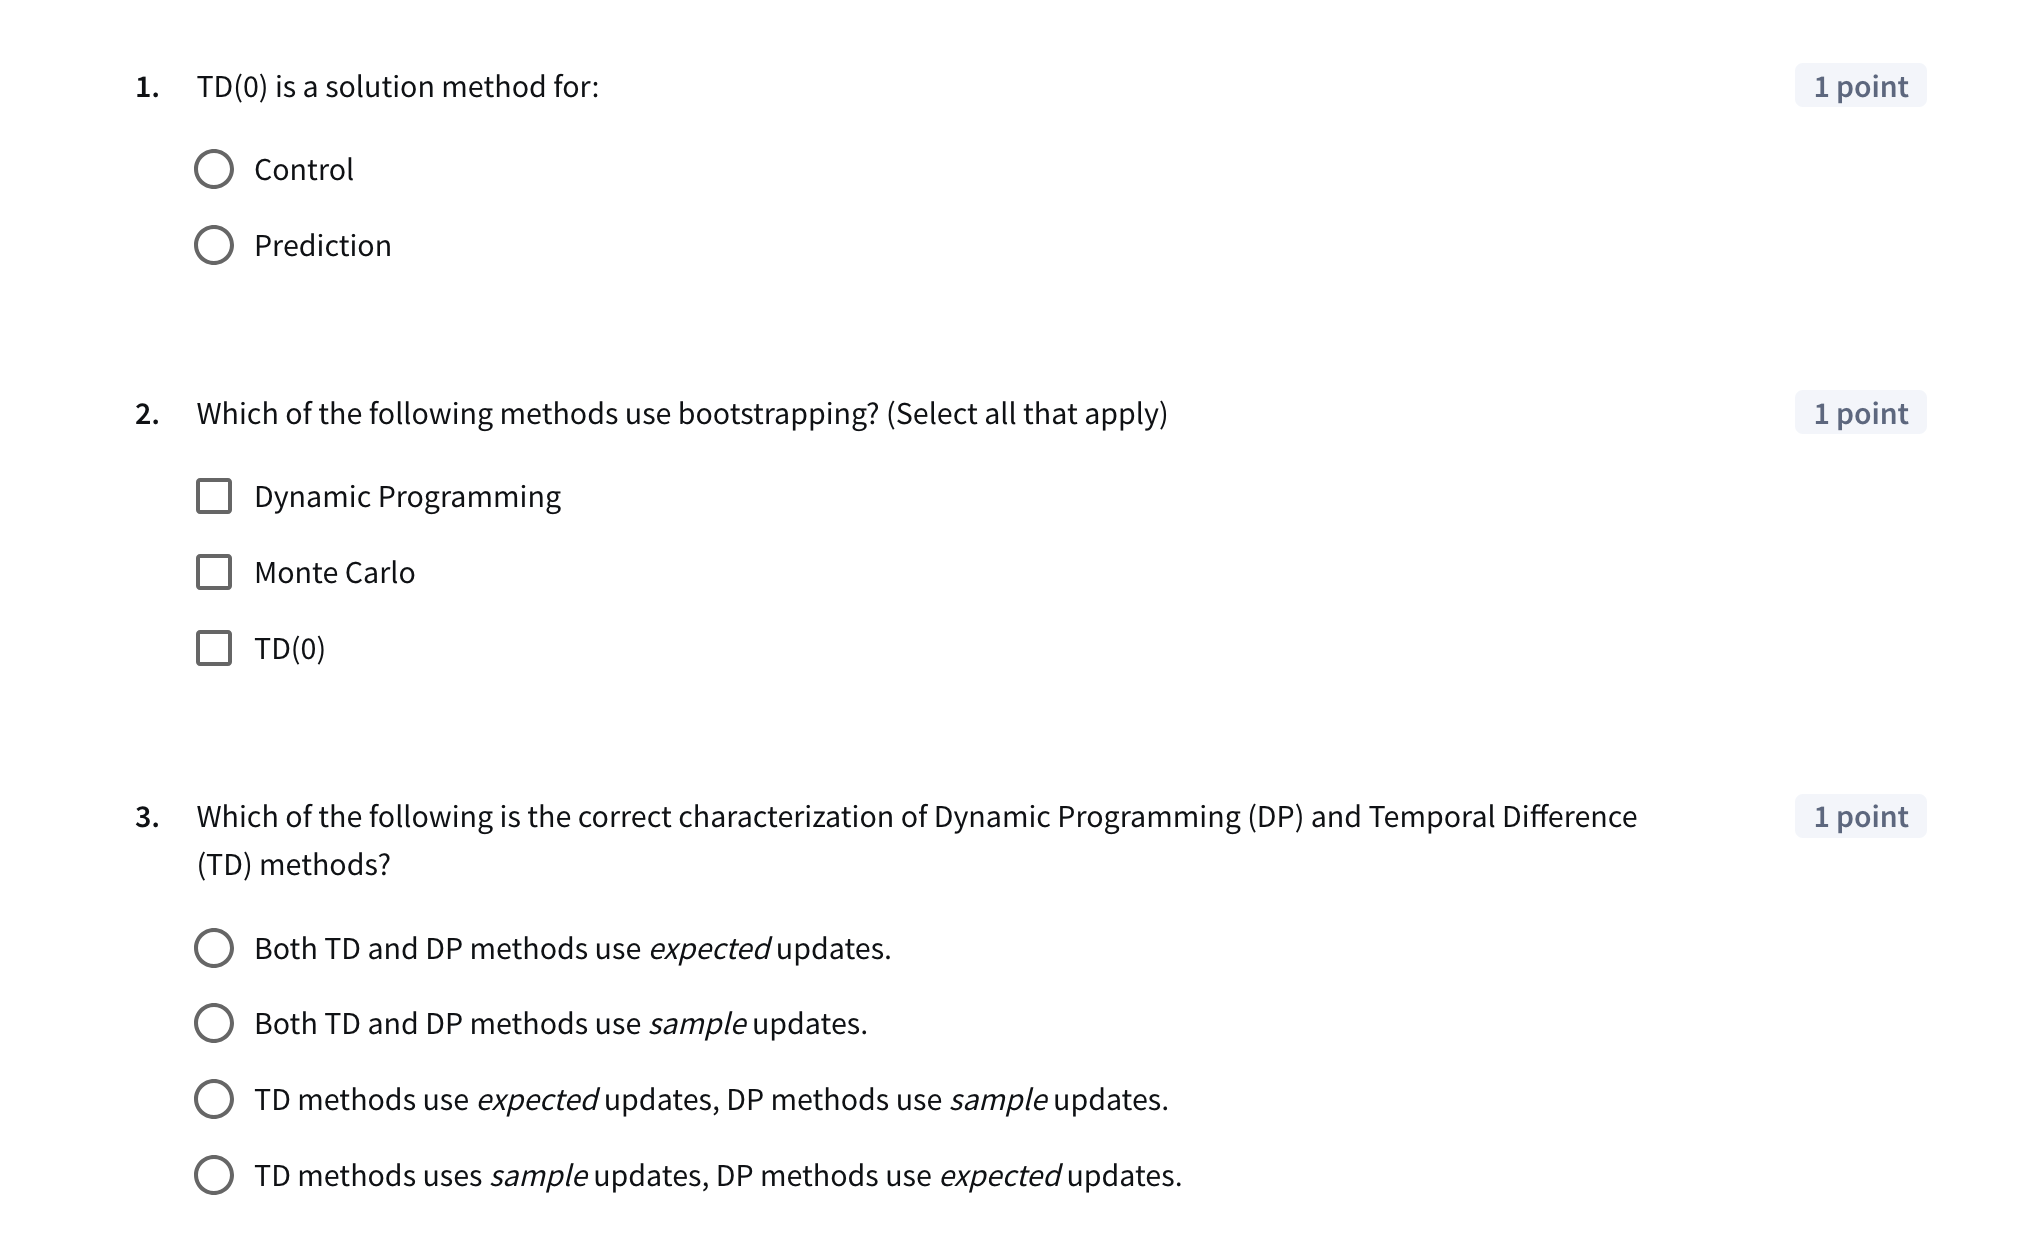 1. TD(0) is a solution method for: 1 point
Control
Prediction
2. Which of the following methods use bootstrapping? (Select all that apply) 1 point
Dynamic Programming
Monte Carlo
TD(0)
3. Which of the following is the correct characterization of Dynamic Programming (DP) and Temporal Difference 1 point
(TD) methods?
Both TD and DP methods use expected updates.
Both TD and DP methods use sample updates.
TD methods use expected updates, DP methods use sample updates.
TD methods uses sample updates, DP methods use expected updates.